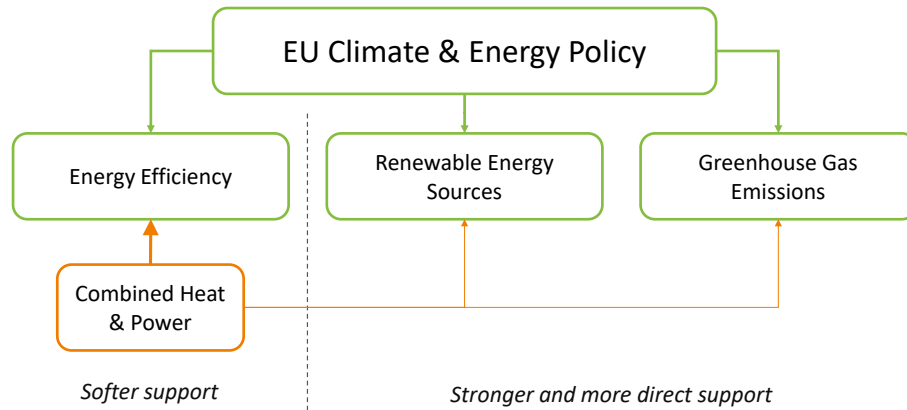 EU Climate & Energy Policy
Energy Efficiency
Renewable Energy
Sources
Greenhouse Gas
Emissions
Combined Heat
& Power
Softer support
Stronger and more direct support